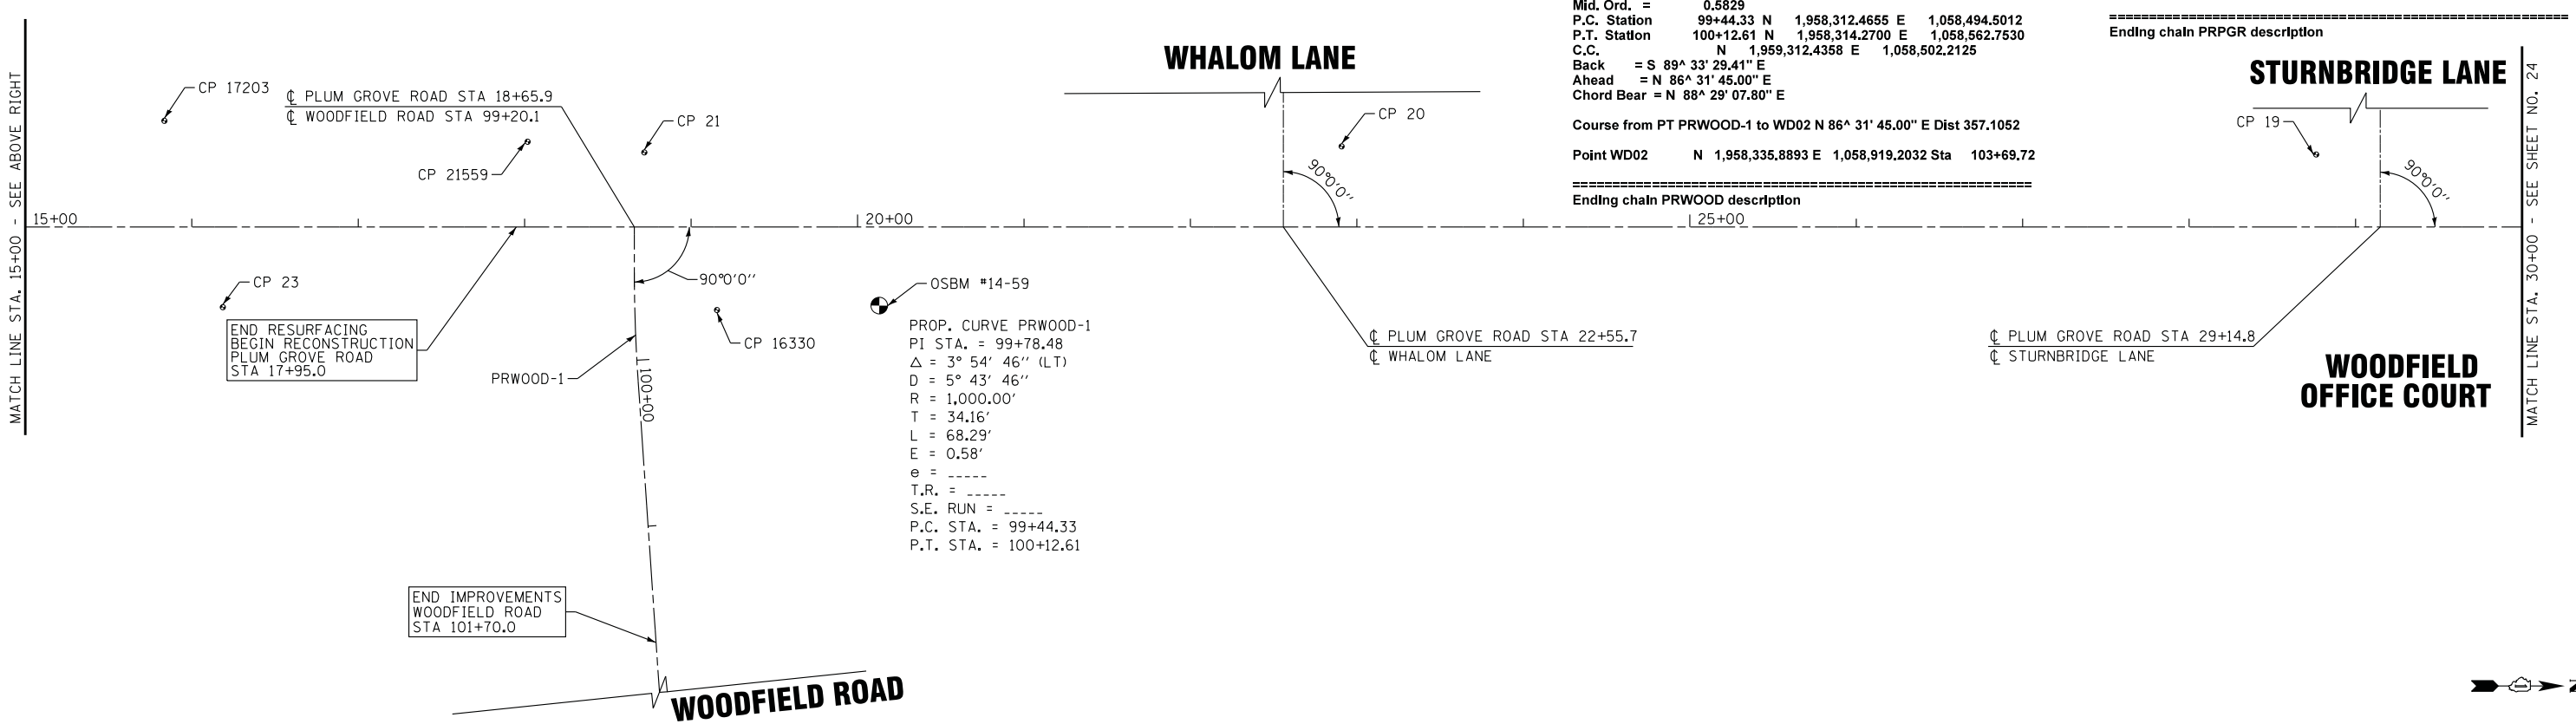 Mid. Ord. = 0.5829
P.C. Station 99+44.33 N 1,958,312.4655 E 1,058,494.5012
P.T. Station 100+12.61 N 1,958,314.2700 E 1,058,562.7530
C.C. N 1,959,312.4358 E 1,058,502.2125
Back = S 89^ 33' 29.41" E
Ahead = N 86^ 31' 45.00" E
Chord Bear = N 88^ 29' 07.80" E
Course from PT PRWOOD-1 to WD02 N 86^ 31' 45.00" E Dist 357.1052
Point WD02 N 1,958,335.8893 E 1,058,919.2032 Sta 103+69.72
==========================================================
Ending chain PRWOOD description
==========================================================
Ending chain PRPGR description
MATCH LINE STA. 15+00 - SEE ABOVE RIGHT
CP 17203
℄ PLUM GROVE ROAD STA 18+65.9
℄ WOODFIELD ROAD STA 99+20.1
CP 21559
CP 21
WHALOM LANE
CP 20
90°0'0''
STURNBRIDGE LANE
CP 19
90°0'0''
MATCH LINE STA. 30+00 - SEE SHEET NO. 24
15+00
20+00
25+00
CP 23
90°0'0''
END RESURFACING
BEGIN RECONSTRUCTION
PLUM GROVE ROAD
STA 17+95.0
CP 16330
PRWOOD-1
100+00
OSBM #14-59
PROP. CURVE PRWOOD-1
PI STA. = 99+78.48
Δ = 3° 54' 46'' (LT)
D = 5° 43' 46''
R = 1,000.00'
T = 34.16'
L = 68.29'
E = 0.58'
e = -----
T.R. = -----
S.E. RUN = -----
P.C. STA. = 99+44.33
P.T. STA. = 100+12.61
℄ PLUM GROVE ROAD STA 22+55.7
℄ WHALOM LANE
℄ PLUM GROVE ROAD STA 29+14.8
℄ STURNBRIDGE LANE
WOODFIELD
OFFICE COURT
END IMPROVEMENTS
WOODFIELD ROAD
STA 101+70.0
WOODFIELD ROAD